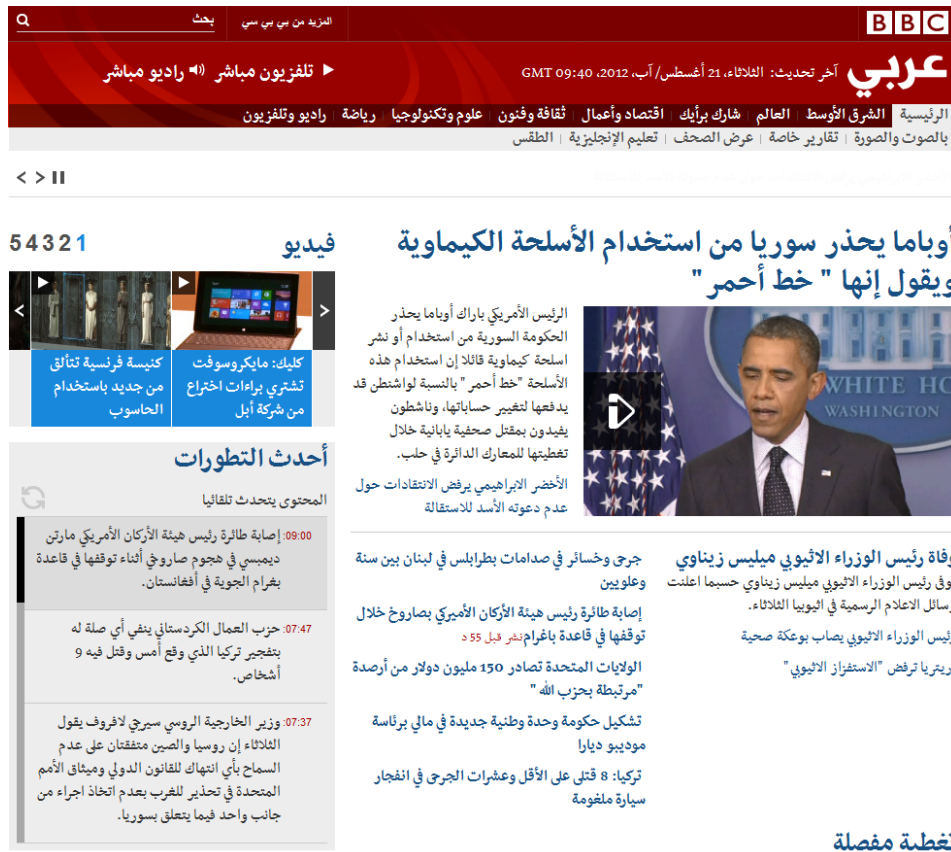 BBC
المزيد من بي بي سي
بحث
عربي
آخر تحديث: الثلاثاء، 21 أغسطس/ آب، 2012، 09:40 GMT
تلفزيون مباشر
راديو مباشر
الرئيسية
الشرق الأوسط
العالم
شارك برأيك
اقتصاد وأعمال
ثقافة وفنون
علوم وتكنولوجيا
رياضة
راديو وتلفزيون
بالصوت والصورة
تقارير خاصة
عرض الصحف
تعليم الإنجليزية
الطقس
أوباما يحذر سوريا من استخدام الأسلحة الكيماوية
ويقول إنها " خط أحمر "
WHITE HO
WASHINGTON
الرئيس الأمريكي باراك أوباما يحذر
الحكومة السورية من استخدام أو نشر
اسلحة كيماوية قائلا إن استخدام هذه
الأسلحة "خط أحمر " بالنسبة لواشنطن قد
يدفعها لتغيير حساباتها، وناشطون
يفيدون بمقتل صحفية يابانية خلال
تغطيتها للمعارك الدائرة في حلب.
الأخضر الابراهيمي يرفض الانتقادات حول
عدم دعوته الأسد للاستقالة
وفاة رئيس الوزراء الاثيوبي ميليس زيناوي
وفى رئيس الوزراء الاثيوبي ميليس زيناوي حسبما اعلنت
سائل الاعلام الرسمية في اثيوبيا الثلاثاء.
رئيس الوزراء الاثيوبي يصاب بوعكة صحية
ريتريا ترفض "الاستفزاز الاثيوبي"
جرحى وخسائر في صدامات بطرابلس في لبنان بين سنة
وعلويين
إصابة طائرة رئيس هيئة الأركان الأميركي بصاروخ خلال
توقفها في قاعدة باغرام نشر قبل 55 د
الولايات المتحدة تصادر 150 مليون دولار من أرصدة
"مرتبطة بحزب الله "
تشكيل حكومة وحدة وطنية جديدة في مالي برئاسة
موديبو ديارا
تركيا: 8 قتلى على الأقل وعشرات الجرحى في انفجار
سيارة ملغومة
تغطية مفصلة
فيديو
1 2 3 4 5
كليك: مايكروسوفت
تشتري براءات اختراع
من شركة أبل
كنيسة فرنسية تتألق
من جديد باستخدام
الحاسوب
أحدث التطورات
المحتوى يتحدث تلقائيا
09:00: إصابة طائرة رئيس هيئة الأركان الأمريكي مارتن
ديمبسي في هجوم صاروخي أثناء توقفها في قاعدة
بغرام الجوية في أفغانستان.
07:47: حزب العمال الكردستاني ينفي أي صلة له
بتفجير تركيا الذي وقع أمس وقتل فيه 9
أشخاص.
07:37: وزير الخارجية الروسي سيرجي لافروف يقول
الثلاثاء إن روسيا والصين متفقتان على عدم
السماح بأي انتهاك للقانون الدولي وميثاق الأمم
المتحدة في تحذير للغرب بعدم اتخاذ اجراء من
جانب واحد فيما يتعلق بسوريا.